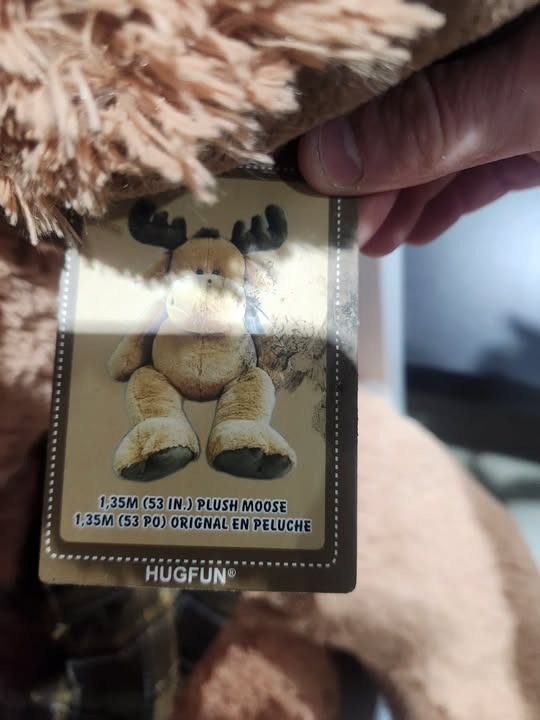 1,35M (53 IN.) PLUSH MOOSE
1,35M (53 PO) ORIGNAL EN PELUCHE
HUGFUN®